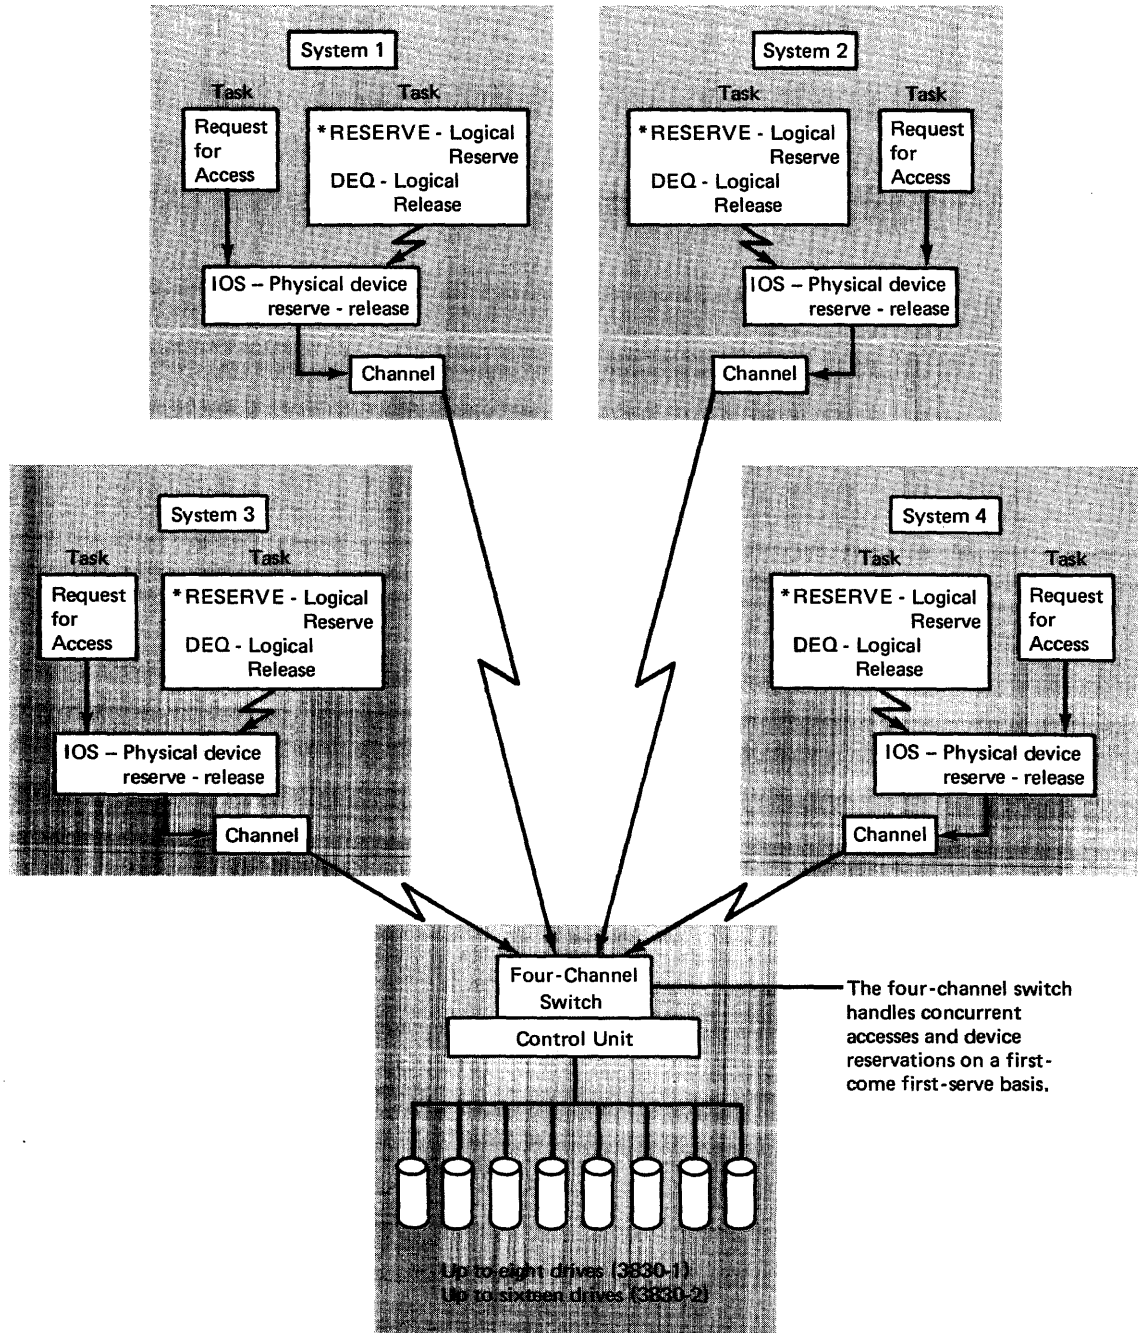 System 1
Task
Task
Request
for
Access
*RESERVE - Logical
Reserve
DEQ - Logical
Release
IOS – Physical device
reserve - release
Channel
System 2
Task
Task
*RESERVE - Logical
Reserve
DEQ - Logical
Release
Request
for
Access
IOS – Physical device
reserve - release
Channel
System 3
Task
Task
Request
for
Access
*RESERVE - Logical
Reserve
DEQ - Logical
Release
IOS – Physical device
reserve - release
Channel
System 4
Task
Task
*RESERVE - Logical
Reserve
DEQ - Logical
Release
Request
for
Access
IOS – Physical device
reserve - release
Channel
Four-Channel
Switch
Control Unit
The four-channel switch
handles concurrent
accesses and device
reservations on a first-
come first-serve basis.
Up to eight drives (3830-1)
Up to sixteen drives (3830-2)